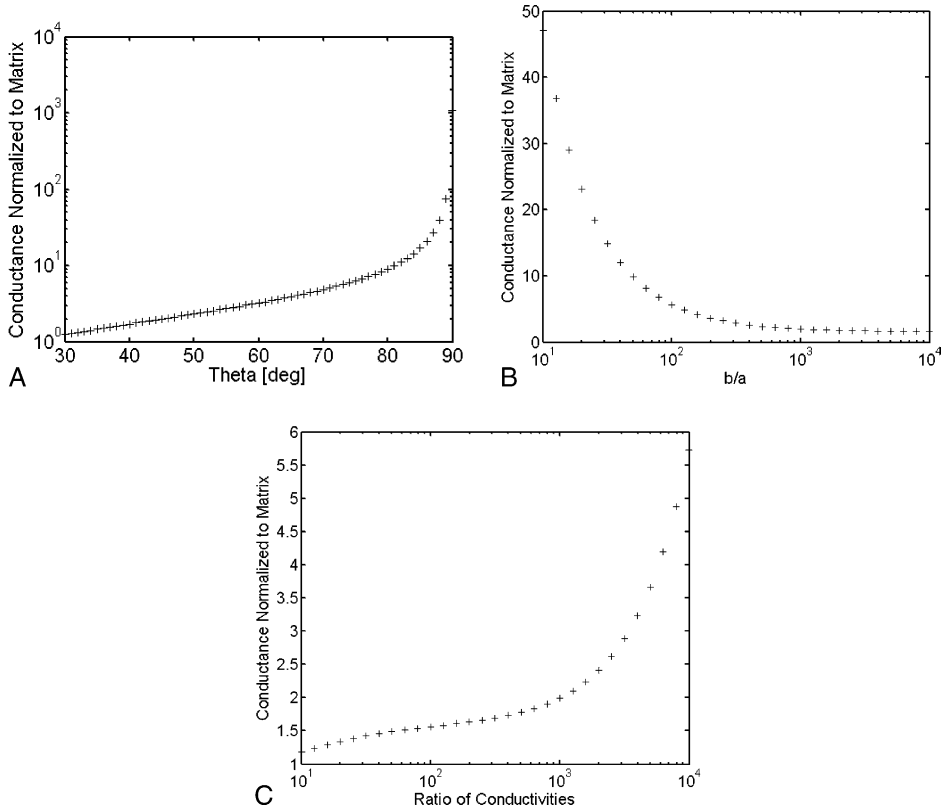 10^4
10^3
10^2
10^1
10^0
Conductance Normalized to Matrix
30 40 50 60 70 80 90
Theta [deg]
A
50
40
30
20
10
0
Conductance Normalized to Matrix
10^1 10^2 10^3 10^4
b/a
B
6
5.5
5
4.5
4
3.5
3
2.5
2
1.5
1
Conductance Normalized to Matrix
10^1 10^2 10^3 10^4
Ratio of Conductivities
C